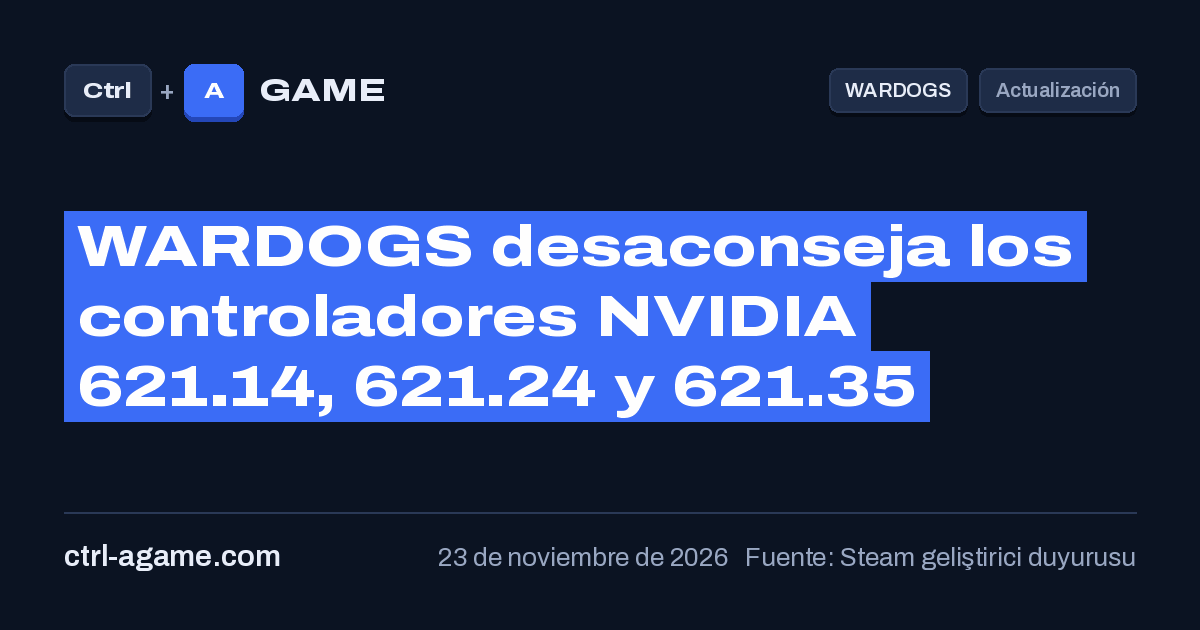 Ctrl + A GAME
WARDOGS Actualización
WARDOGS desaconseja los
controladores NVIDIA
621.14, 621.24 y 621.35
ctrl-agame.com
23 de noviembre de 2026 Fuente: Steam geliştirici duyurusu